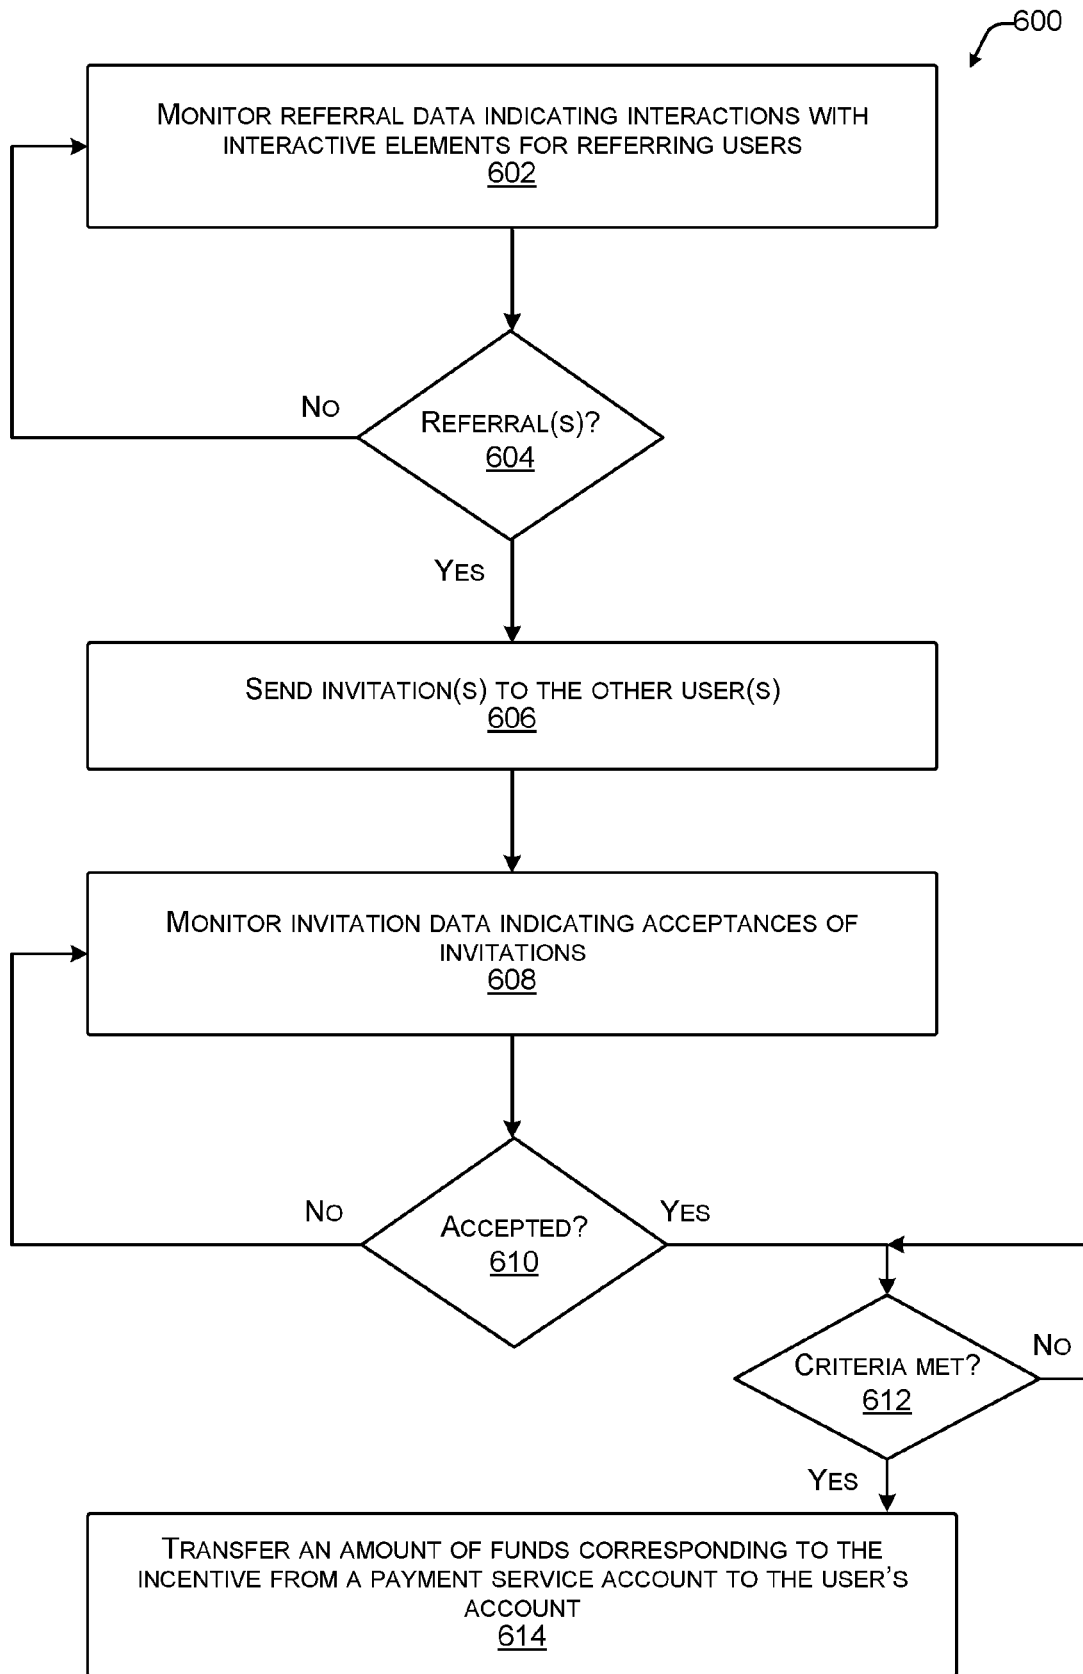 600
MONITOR REFERRAL DATA INDICATING INTERACTIONS WITH
INTERACTIVE ELEMENTS FOR REFERRING USERS
602
NO
REFERRAL(S)?
604
YES
SEND INVITATION(S) TO THE OTHER USER(S)
606
MONITOR INVITATION DATA INDICATING ACCEPTANCES OF
INVITATIONS
608
NO
ACCEPTED?
610
YES
CRITERIA MET?
612
NO
YES
TRANSFER AN AMOUNT OF FUNDS CORRESPONDING TO THE
INCENTIVE FROM A PAYMENT SERVICE ACCOUNT TO THE USER'S
ACCOUNT
614